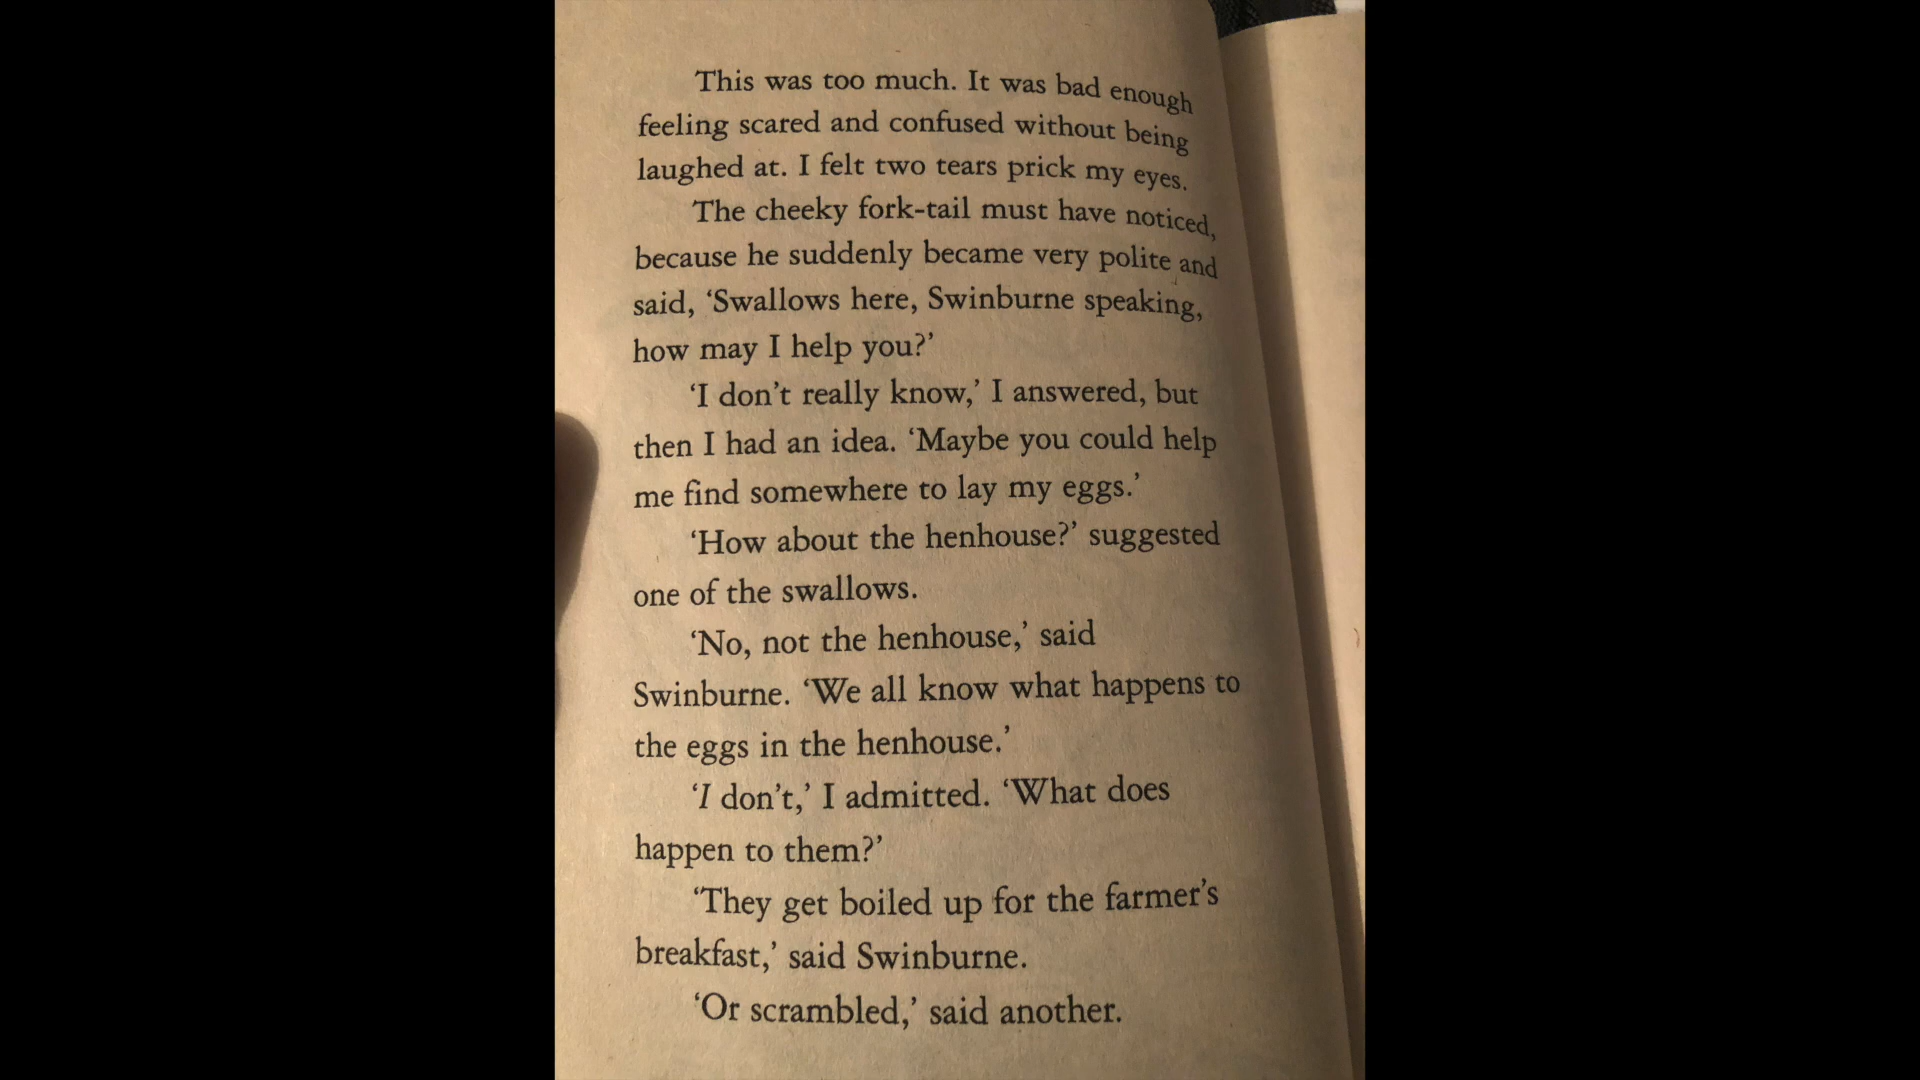 This was too much. It was bad enough
feeling scared and confused without being
laughed at. I felt two tears prick my eyes.
The cheeky fork-tail must have noticed,
because he suddenly became very polite and
said, ‘Swallows here, Swinburne speaking,
how may I help you?’
‘I don’t really know,’ I answered, but
then I had an idea. ‘Maybe you could help
me find somewhere to lay my eggs.’
‘How about the henhouse?’ suggested
one of the swallows.
‘No, not the henhouse,’ said
Swinburne. ‘We all know what happens to
the eggs in the henhouse.’
‘I don’t,’ I admitted. ‘What does
happen to them?’
‘They get boiled up for the farmer’s
breakfast,’ said Swinburne.
‘Or scrambled,’ said another.